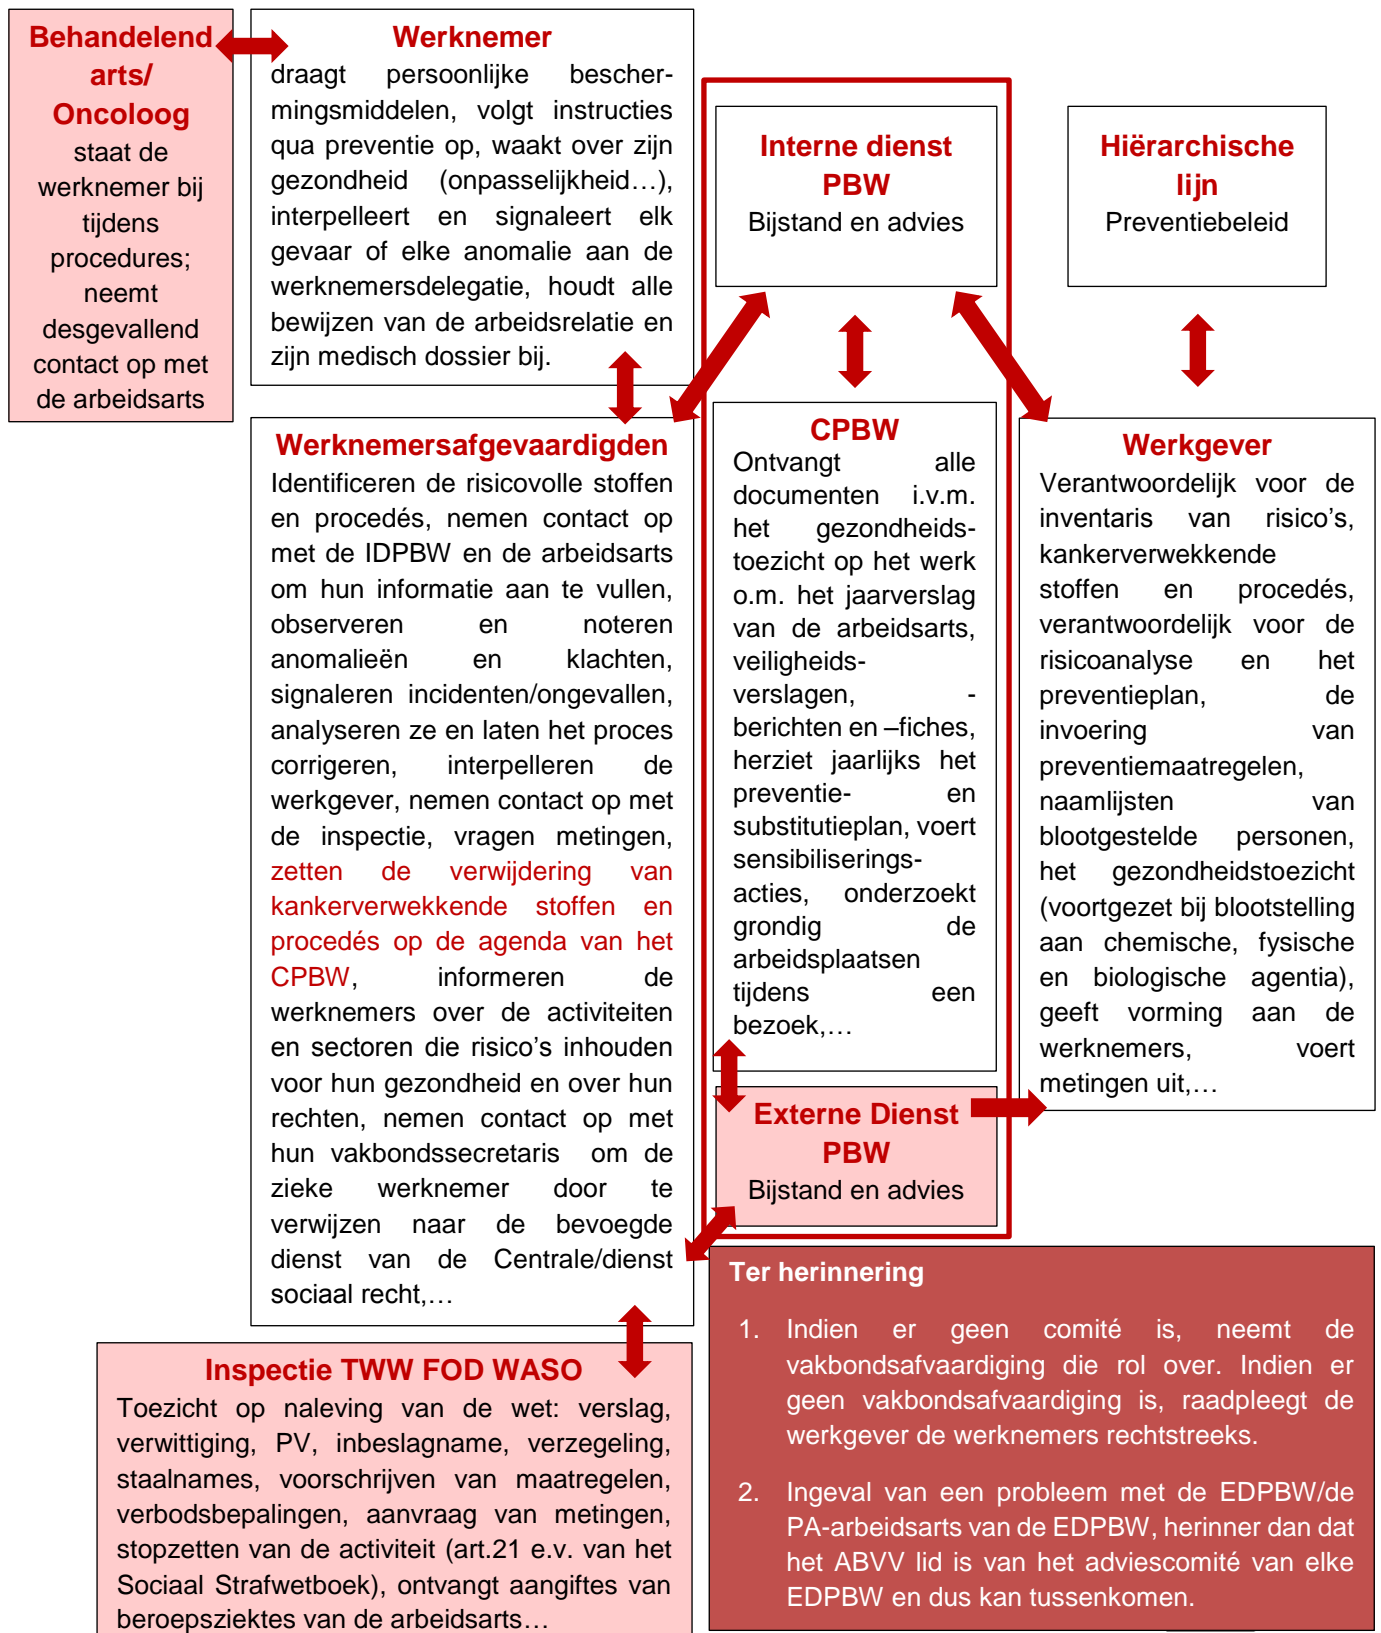 Behandelend
arts/
Oncoloog
staat de
werknemer bij
tijdens
procedures;
neemt
desgevallend
contact op met
de arbeidsarts
Werknemer
draagt persoonlijke bescher-
mingsmiddelen, volgt instructies
qua preventie op, waakt over zijn
gezondheid (onpasselijkheid…),
interpelleert en signaleert elk
gevaar of elke anomalie aan de
werknemersdelegatie, houdt alle
bewijzen van de arbeidsrelatie en
zijn medisch dossier bij.
Interne dienst
PBW
Bijstand en advies
Hiërarchische
lijn
Preventiebeleid
Werknemersafgevaardigden
Identificeren de risicovolle stoffen
en procedés, nemen contact op
met de IDPBW en de arbeidsarts
om hun informatie aan te vullen,
observeren en noteren
anomalieën en klachten,
signaleren incidenten/ongevallen,
analyseren ze en laten het proces
corrigeren, interpelleren de
werkgever, nemen contact op met
de inspectie, vragen metingen,
zetten de verwijdering van
kankerverwekkende stoffen en
procedés op de agenda van het
CPBW, informeren de
werknemers over de activiteiten
en sectoren die risico's inhouden
voor hun gezondheid en over hun
rechten, nemen contact op met
hun vakbondssecretaris om de
zieke werknemer door te
verwijzen naar de bevoegde
dienst van de Centrale/dienst
sociaal recht,…
CPBW
Ontvangt alle
documenten i.v.m.
het gezondheids-
toezicht op het werk
o.m. het jaarverslag
van de arbeidsarts,
veiligheids-
verslagen, -
berichten en –fiches,
herziet jaarlijks het
preventie- en
substitutieplan, voert
sensibiliserings-
acties, onderzoekt
grondig de
arbeidsplaatsen
tijdens een
bezoek,…
Werkgever
Verantwoordelijk voor de
inventaris van risico's,
kankerverwekkende
stoffen en procedés,
verantwoordelijk voor de
risicoanalyse en het
preventieplan, de
invoering van
preventiemaatregelen,
naamlijsten van
blootgestelde personen,
het gezondheidstoezicht
(voortgezet bij blootstelling
aan chemische, fysische
en biologische agentia),
geeft vorming aan de
werknemers, voert
metingen uit,…
Externe Dienst
PBW
Bijstand en advies
Inspectie TWW FOD WASO
Toezicht op naleving van de wet: verslag,
verwittiging, PV, inbeslagname, verzegeling,
staalnames, voorschrijven van maatregelen,
verbodsbepalingen, aanvraag van metingen,
stopzetten van de activiteit (art.21 e.v. van het
Sociaal Strafwetboek), ontvangt aangiftes van
beroepsziektes van de arbeidsarts…
Ter herinnering
1. Indien er geen comité is, neemt de
vakbondsafvaardiging die rol over. Indien er
geen vakbondsafvaardiging is, raadpleegt de
werkgever de werknemers rechtstreeks.
2. Ingeval van een probleem met de EDPBW/de
PA-arbeidsarts van de EDPBW, herinner dan dat
het ABVV lid is van het adviescomité van elke
EDPBW en dus kan tussenkomen.